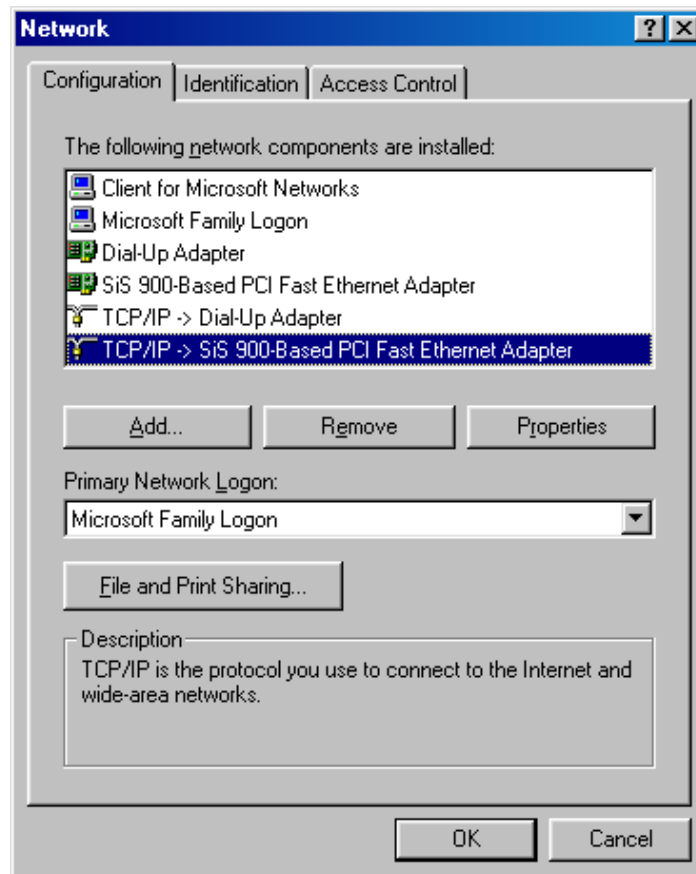 Network
Configuration Identification Access Control
The following network components are installed:
Client for Microsoft Networks
Microsoft Family Logon
Dial-Up Adapter
SiS 900-Based PCI Fast Ethernet Adapter
TCP/IP -> Dial-Up Adapter
TCP/IP -> SiS 900-Based PCI Fast Ethernet Adapter
Add... Remove Properties
Primary Network Logon:
Microsoft Family Logon
File and Print Sharing...
Description
TCP/IP is the protocol you use to connect to the Internet and
wide-area networks.
OK Cancel